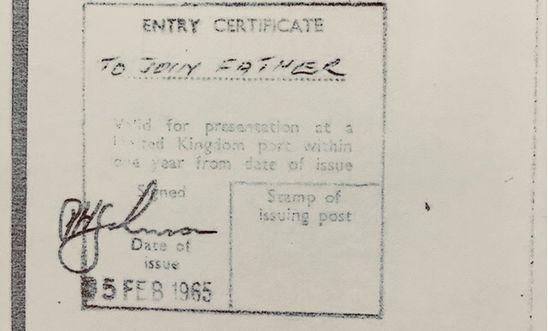 ENTRY CERTIFICATE
TO JOIN FATHER
Valid for presentation at a
United Kingdom port within
one year from date of issue
Signed
Stamp of
issuing post
Date of
issue
5 FEB 1965